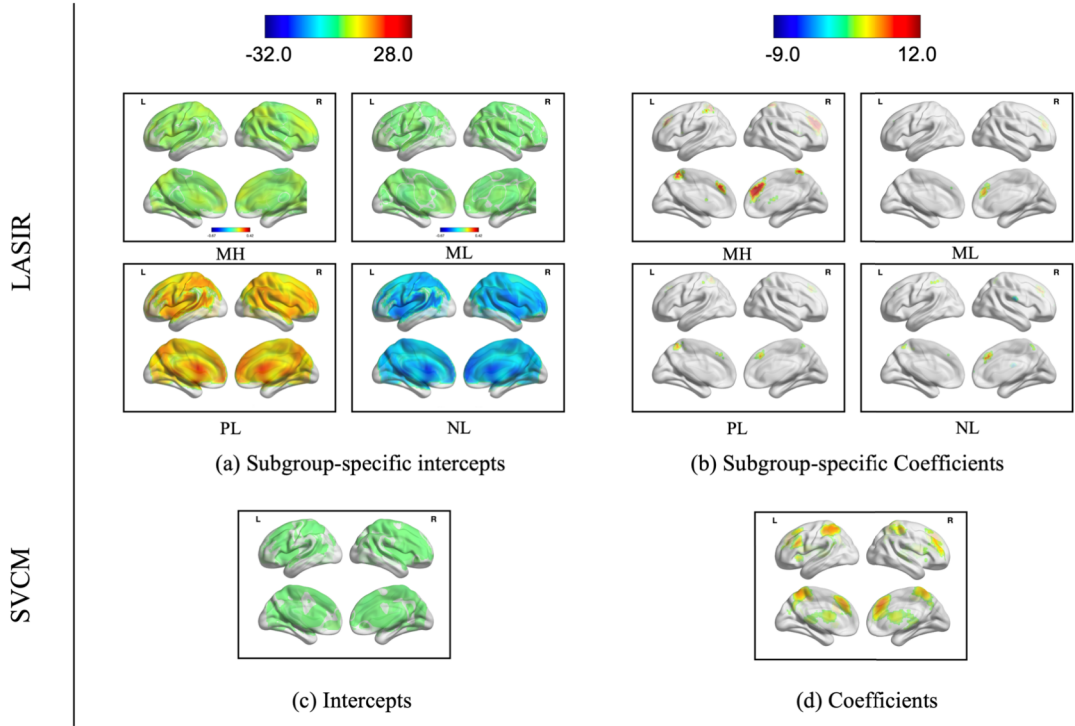 -32.0 28.0
-9.0 12.0
LASIR
L R
L R
L R
L R
MH
ML
MH
ML
L R
L R
L R
L R
PL
NL
PL
NL
(a) Subgroup-specific intercepts
(b) Subgroup-specific Coefficients
SVCM
L R
L R
(c) Intercepts
(d) Coefficients